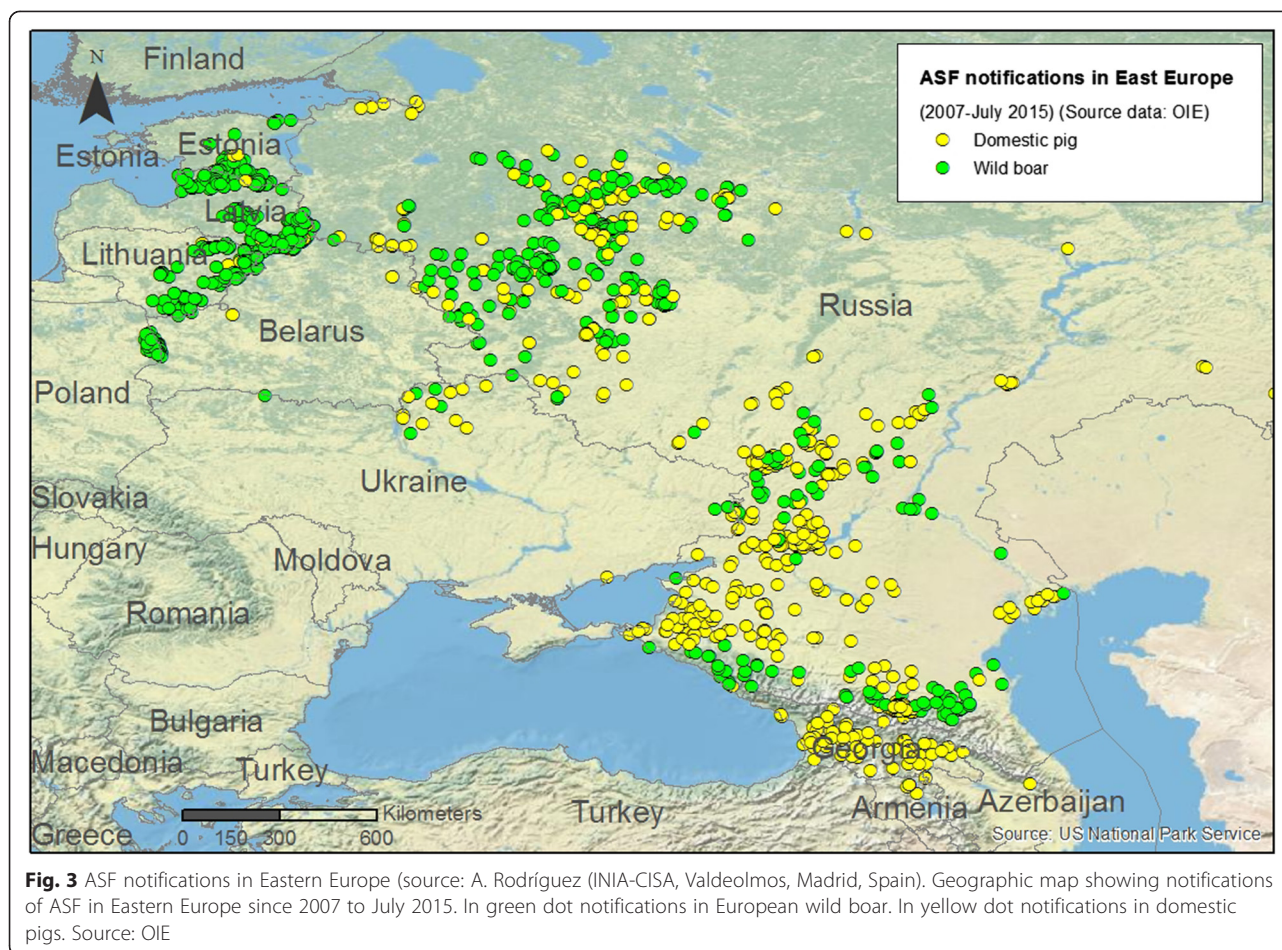 Finland
N
ASF notifications in East Europe
(2007-July 2015) (Source data: OIE)
Domestic pig
Wild boar
Estonia
Estonia
Latvia
Lithuania
Russia
Belarus
Poland
Ukraine
Slovakia
Hungary
Moldova
Romania
Bulgaria
Georgia
Macedonia
Turkey
Turkey
Armenia
Azerbaijan
Kilometers
0 150 300 600
Greece
Source: US National Park Service
Fig. 3 ASF notifications in Eastern Europe (source: A. Rodríguez (INIA-CISA, Valdeolmos, Madrid, Spain). Geographic map showing notifications
of ASF in Eastern Europe since 2007 to July 2015. In green dot notifications in European wild boar. In yellow dot notifications in domestic
pigs. Source: OIE